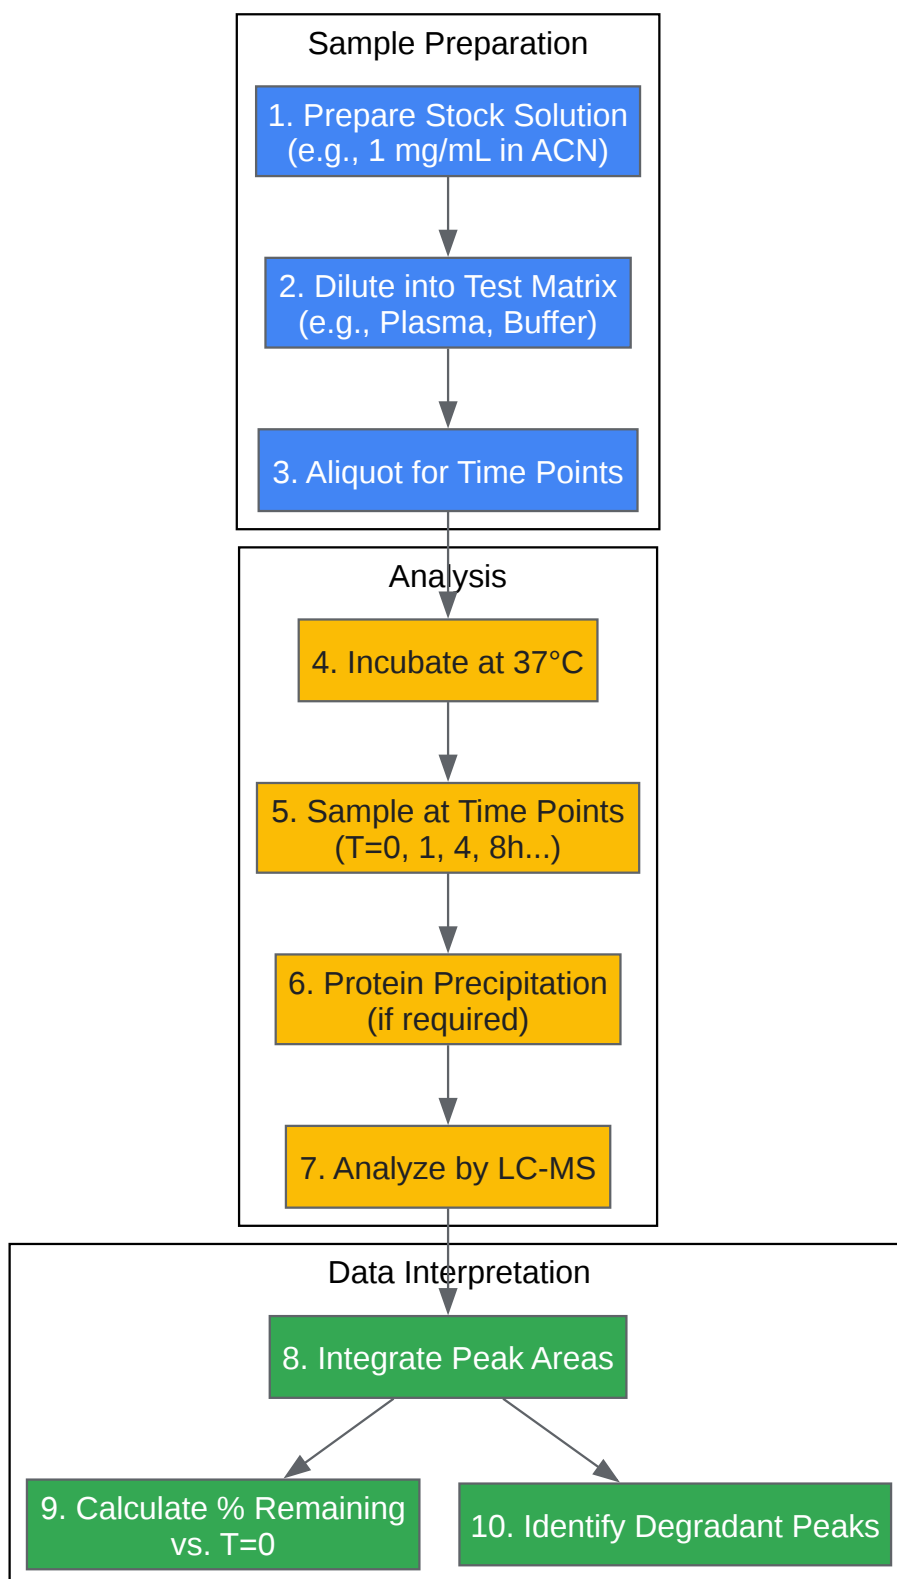 Sample Preparation
1. Prepare Stock Solution
(e.g., 1 mg/mL in ACN)
2. Dilute into Test Matrix
(e.g., Plasma, Buffer)
3. Aliquot for Time Points
Analysis
4. Incubate at 37°C
5. Sample at Time Points
(T=0, 1, 4, 8h...)
6. Protein Precipitation
(if required)
7. Analyze by LC-MS
Data Interpretation
8. Integrate Peak Areas
9. Calculate % Remaining
vs. T=0
10. Identify Degradant Peaks